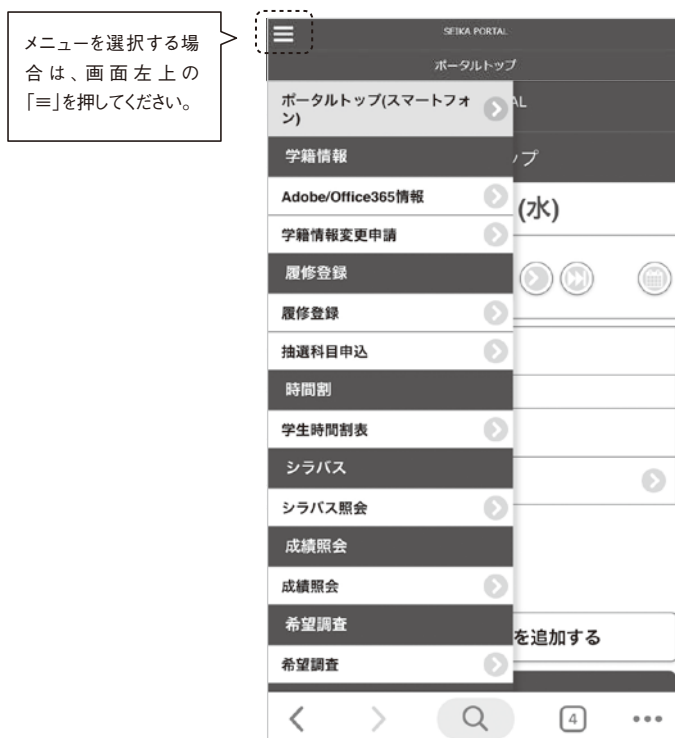 メニューを選択する場
合は、画面左上の
「≡」を押してください。
SEIKA PORTAL
ポータルトップ
ポータルトップ(スマートフォ
ン)
AL
学籍情報
ップ
Adobe/Office365情報
(水)
学籍情報変更申請
履修登録
履修登録
抽選科目申込
時間割
学生時間割表
シラバス
シラバス照会
成績照会
成績照会
希望調査
を追加する
希望調査
4